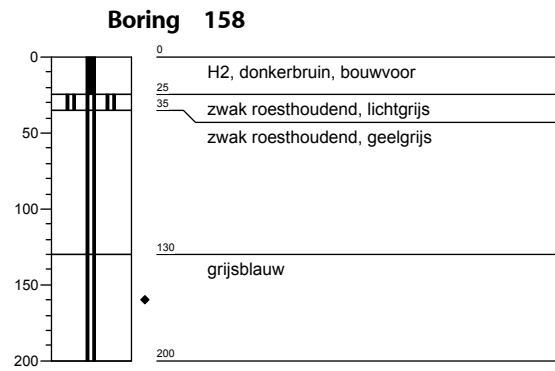 Boring 158
0
0
H2, donkerbruin, bouwvoor
25
zwak roesthoudend, lichtgrijs
35
zwak roesthoudend, geelgrijs
50
100
130
grijsblauw
150
200
200